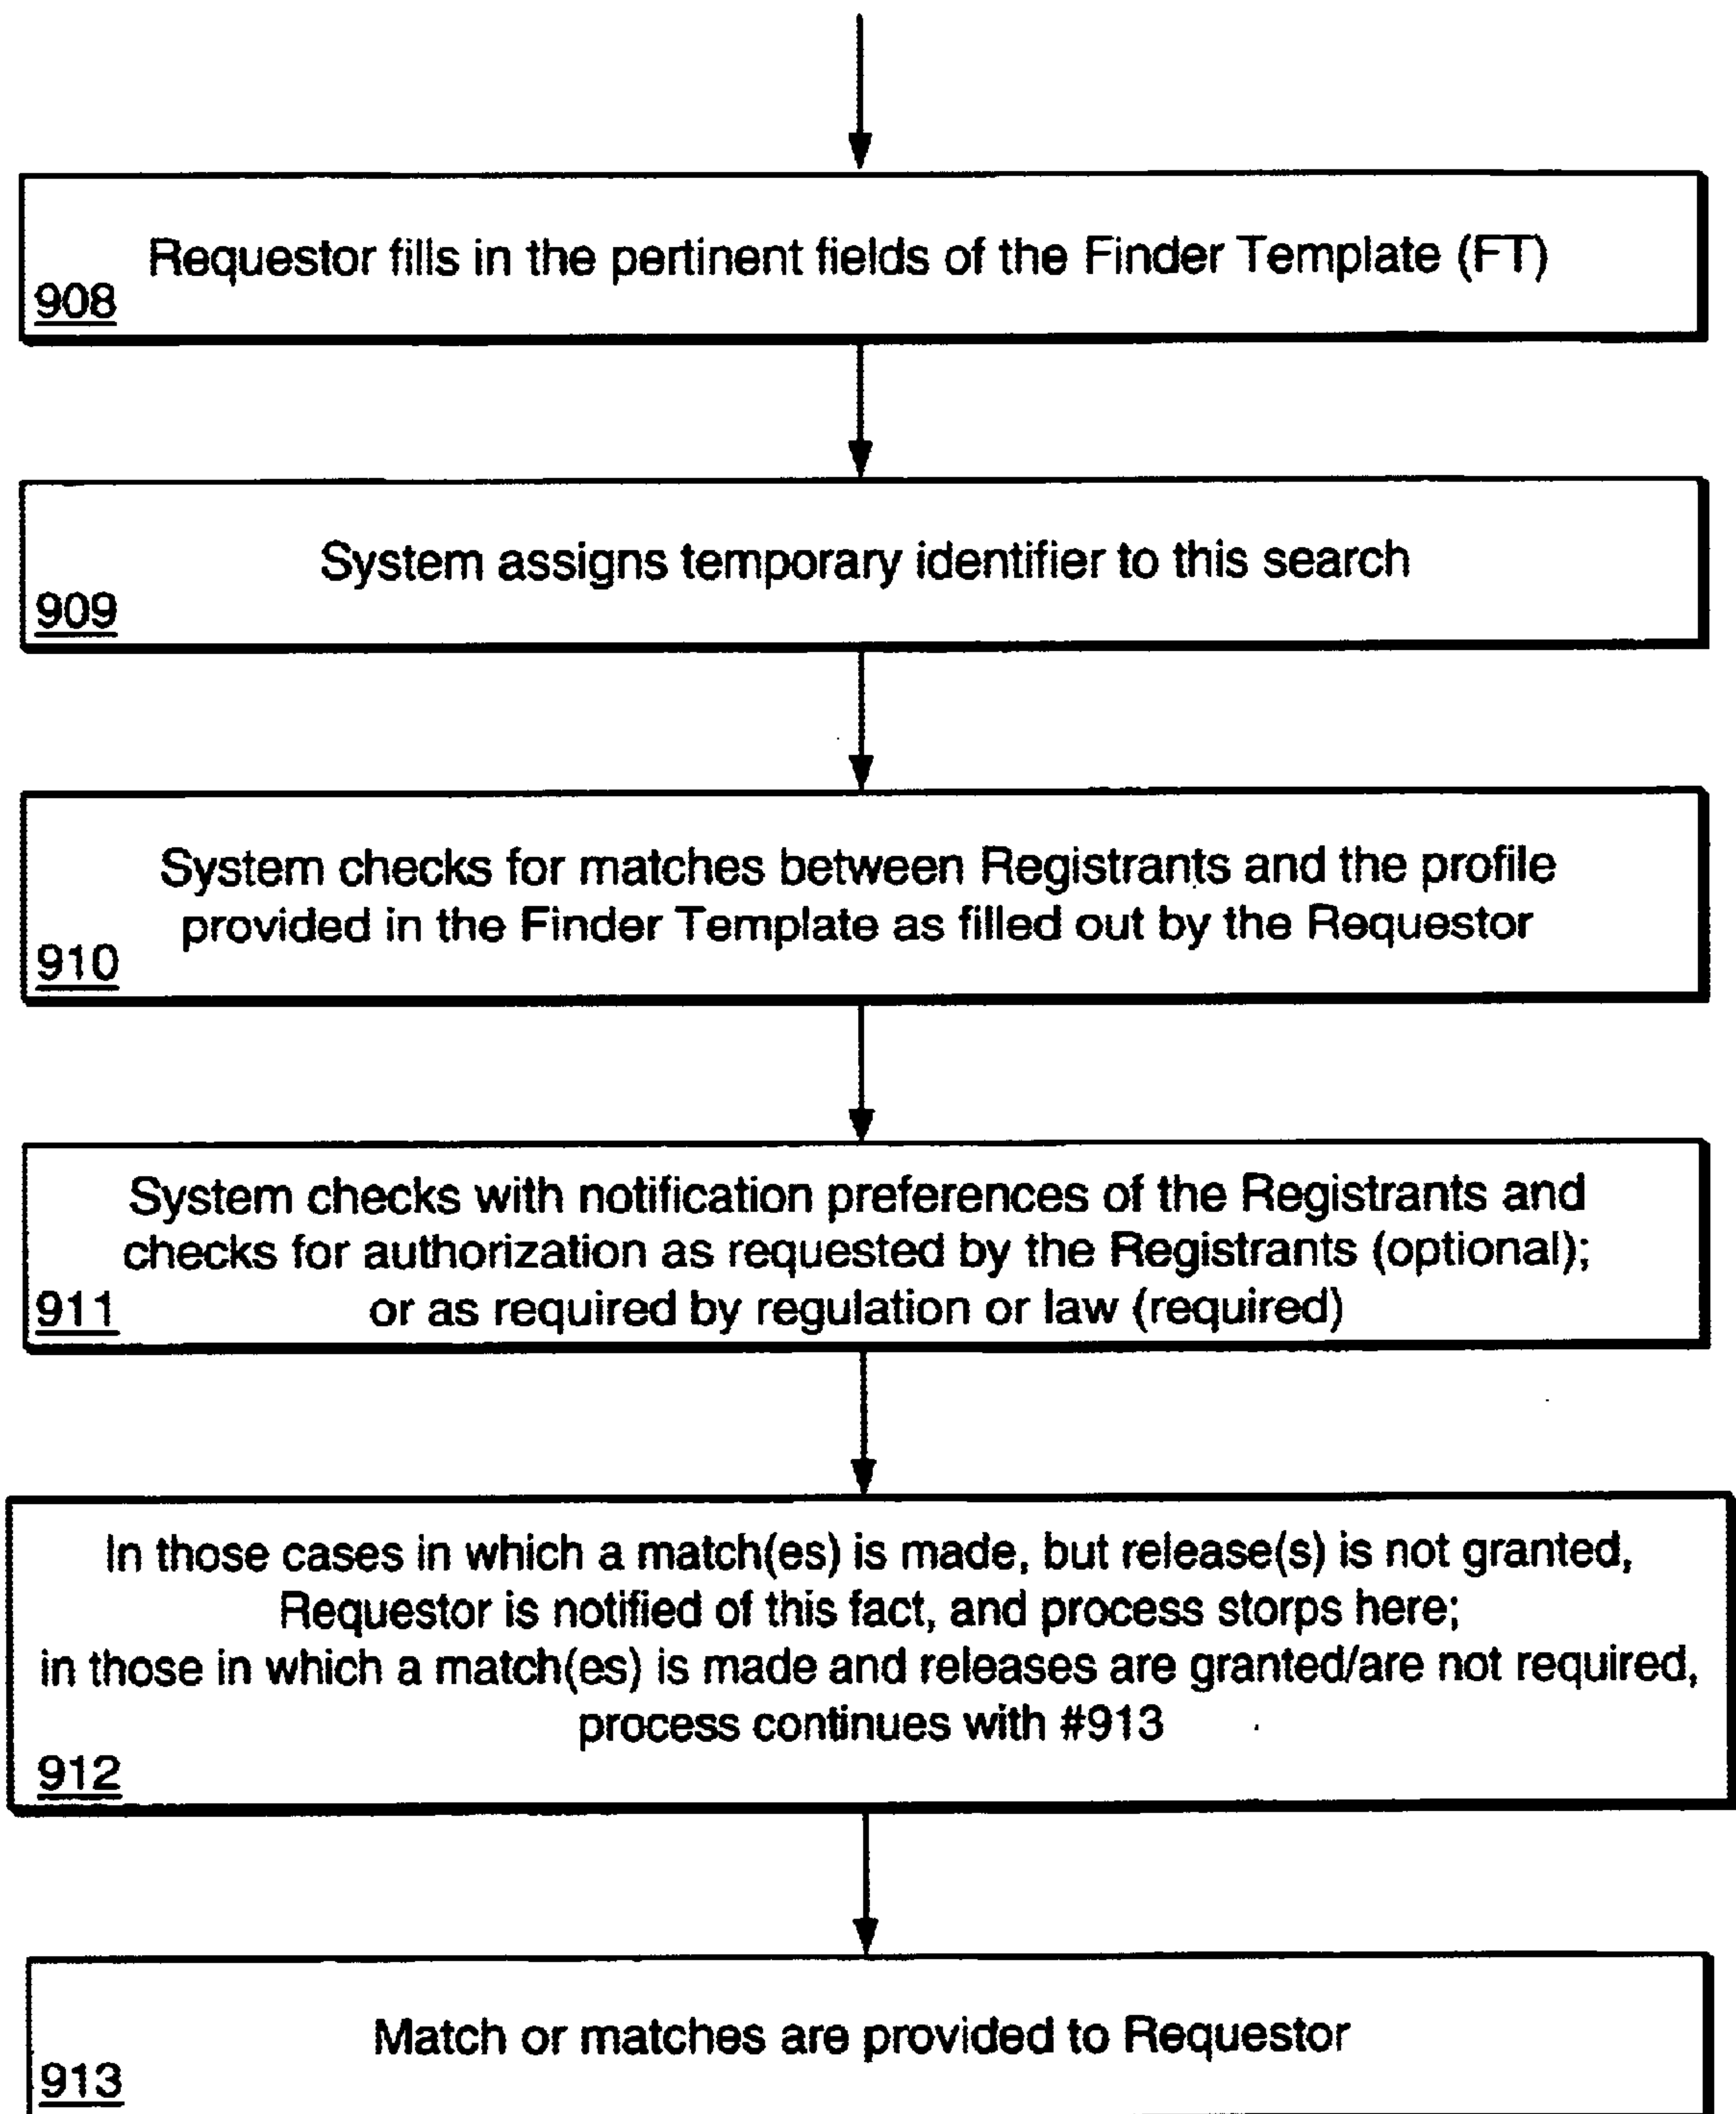 Requestor fills in the pertinent fields of the Finder Template (FT)
908
System assigns temporary identifier to this search
909
System checks for matches between Registrants and the profile
provided in the Finder Template as filled out by the Requestor
910
System checks with notification preferences of the Registrants and
checks for authorization as requested by the Registrants (optional);
or as required by regulation or law (required)
911
In those cases in which a match(es) is made, but release(s) is not granted,
Requestor is notified of this fact, and process storps here;
in those in which a match(es) is made and releases are granted/are not required,
process continues with #913
912
Match or matches are provided to Requestor
913